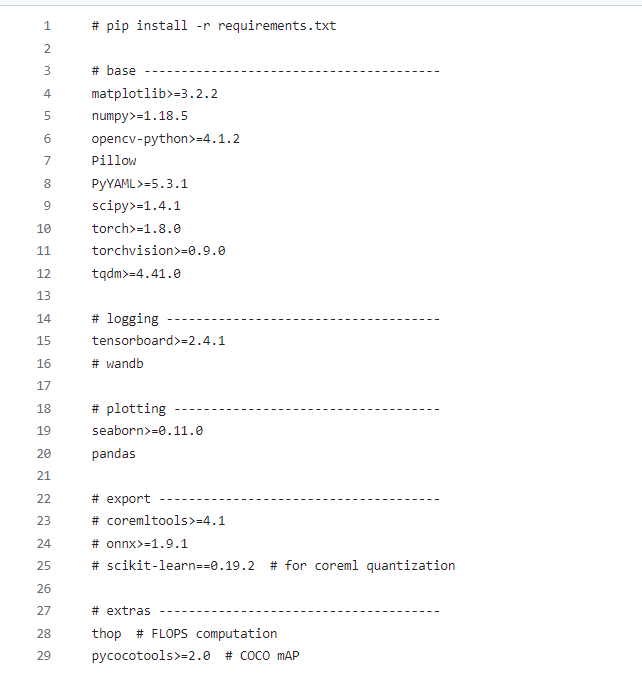 1 # pip install -r requirements.txt
2
3 # base ----------------------------------------
4 matplotlib>=3.2.2
5 numpy>=1.18.5
6 opencv-python>=4.1.2
7 Pillow
8 PyYAML>=5.3.1
9 scipy>=1.4.1
10 torch>=1.8.0
11 torchvision>=0.9.0
12 tqdm>=4.41.0
13
14 # logging -------------------------------------
15 tensorboard>=2.4.1
16 # wandb
17
18 # plotting ------------------------------------
19 seaborn>=0.11.0
20 pandas
21
22 # export --------------------------------------
23 # coremltools>=4.1
24 # onnx>=1.9.1
25 # scikit-learn==0.19.2  # for coreml quantization
26
27 # extras --------------------------------------
28 thop  # FLOPS computation
29 pycocotools>=2.0  # COCO mAP